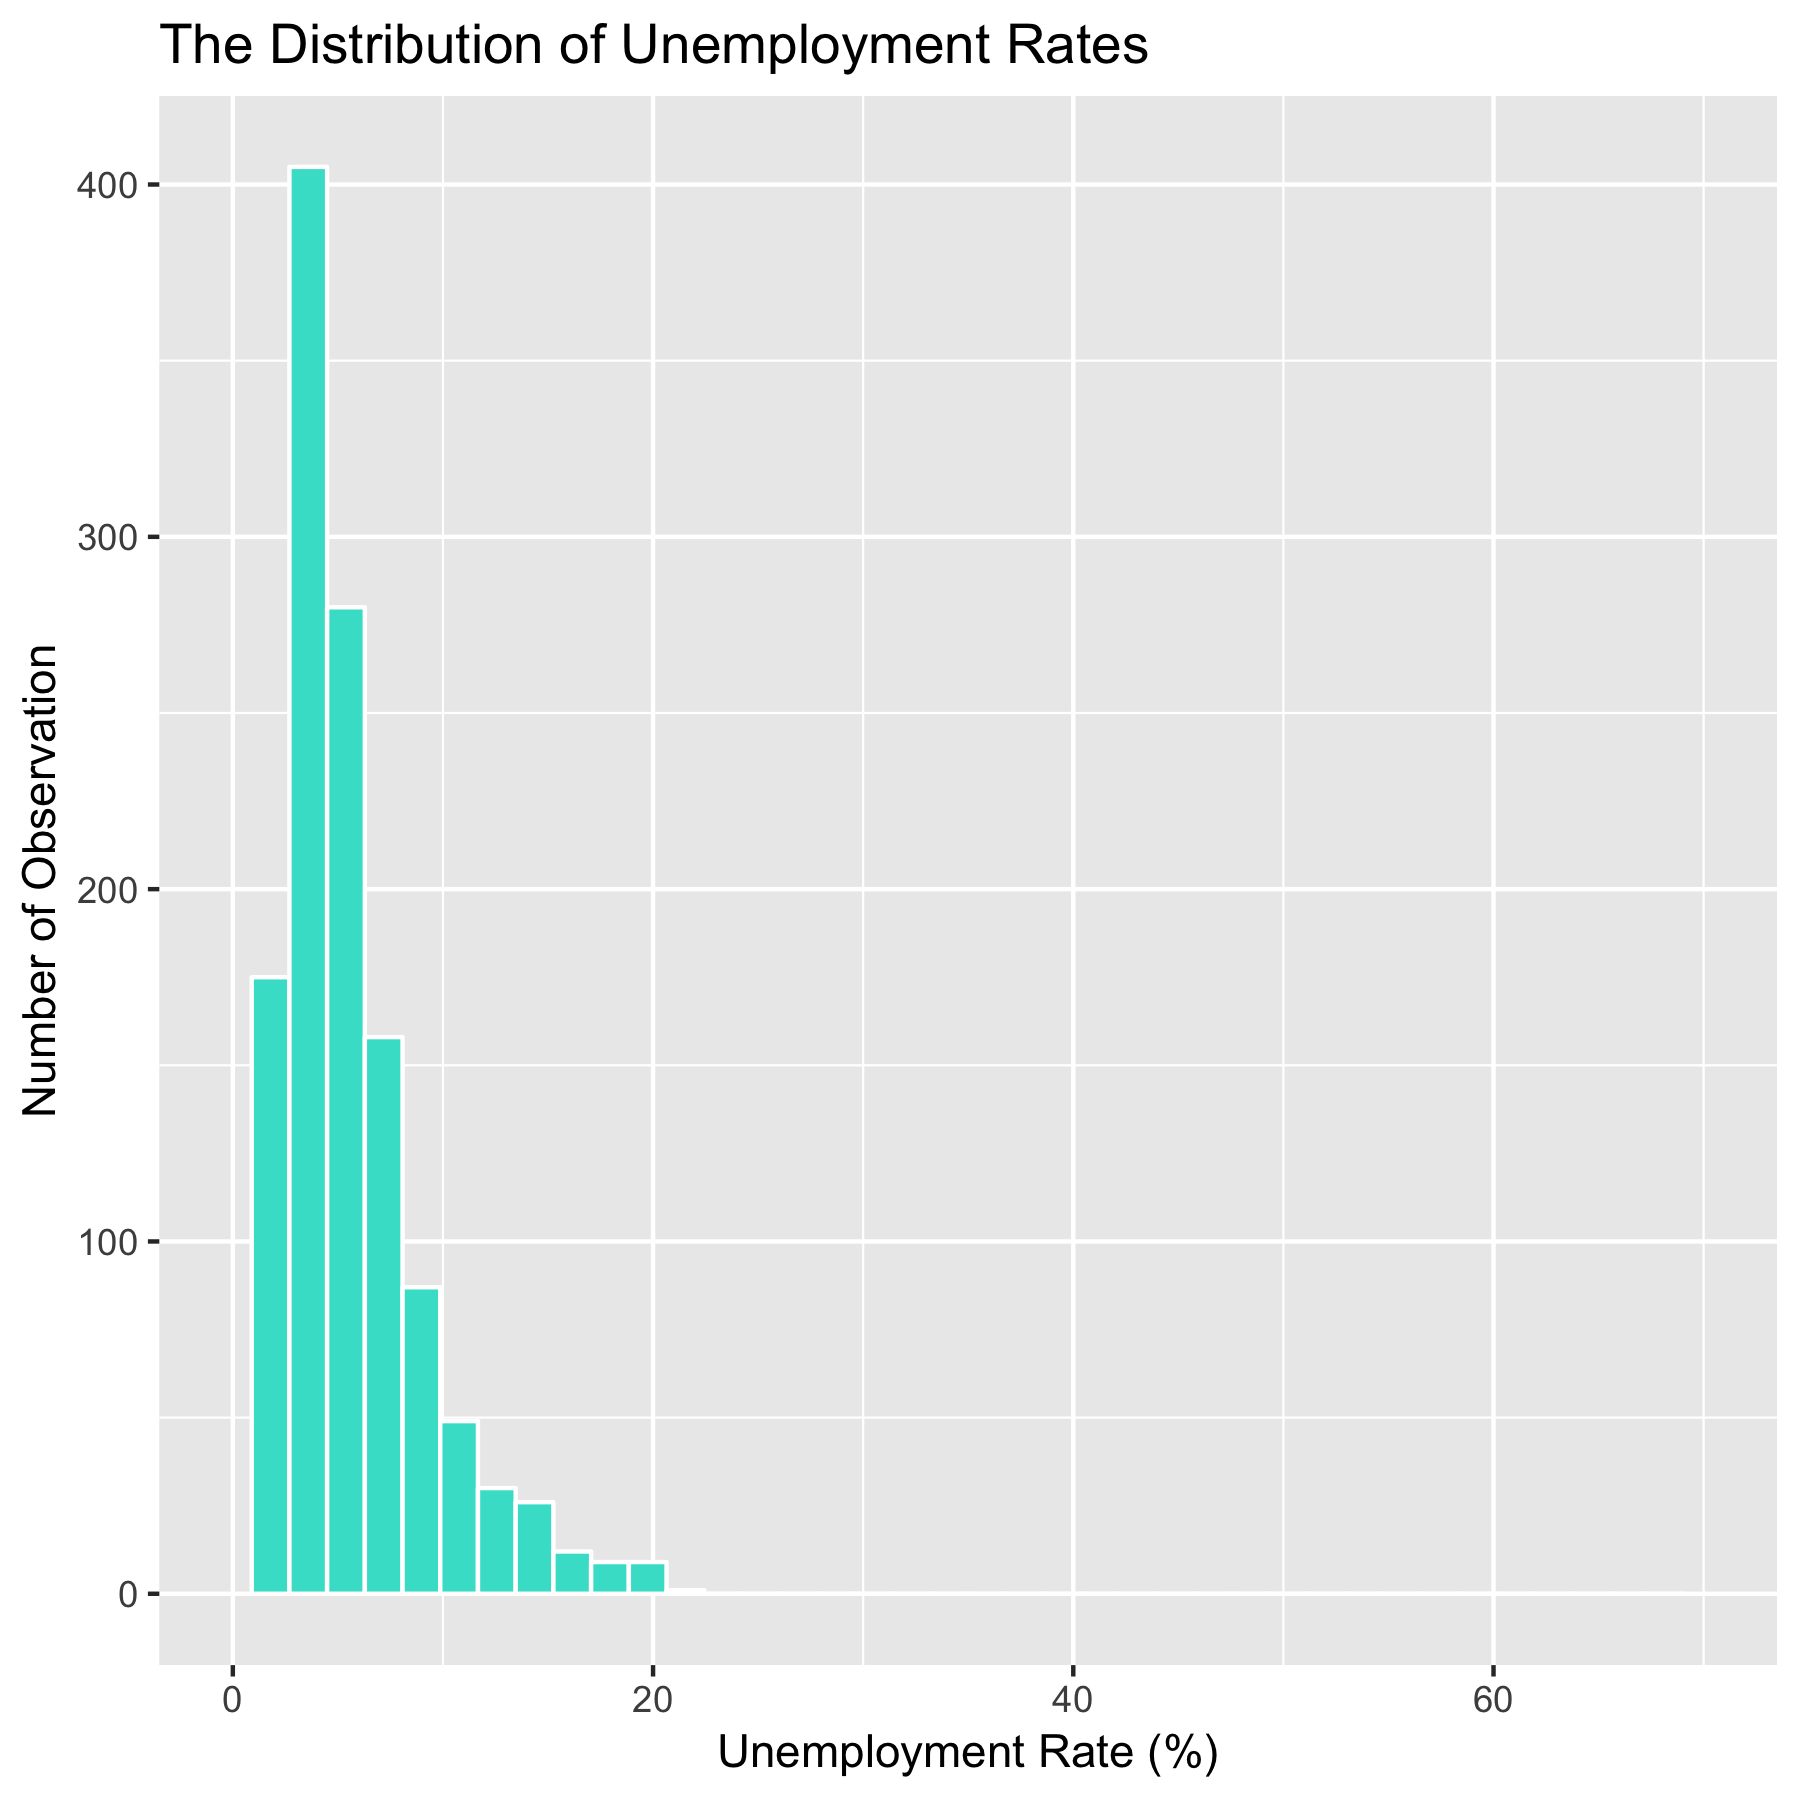 The Distribution of Unemployment Rates
400
300
200
100
0
Number of Observation
0 20 40 60
Unemployment Rate (%)